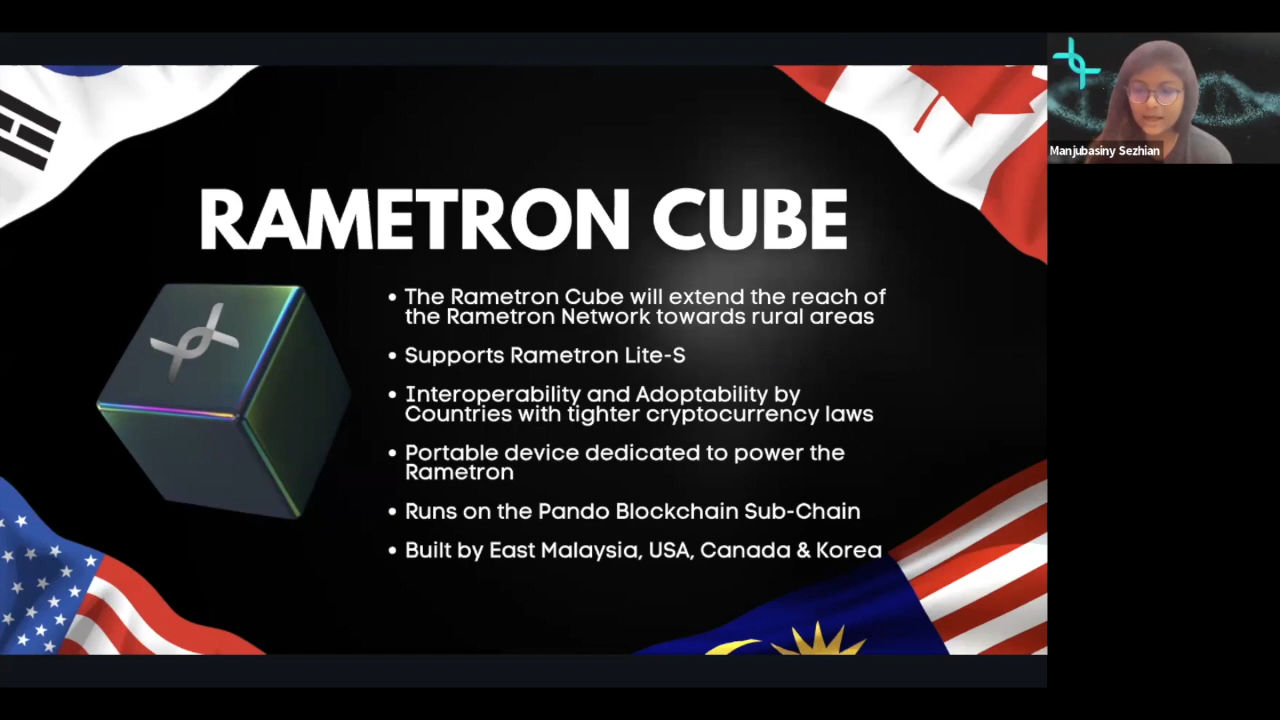 Manjubasiny Sezhian
RAMETRON CUBE
• The Rametron Cube will extend the reach of
the Rametron Network towards rural areas
• Supports Rametron Lite-S
• Interoperability and Adoptability by
Countries with tighter cryptocurrency laws
• Portable device dedicated to power the
Rametron
• Runs on the Pando Blockchain Sub-Chain
• Built by East Malaysia, USA, Canada & Korea